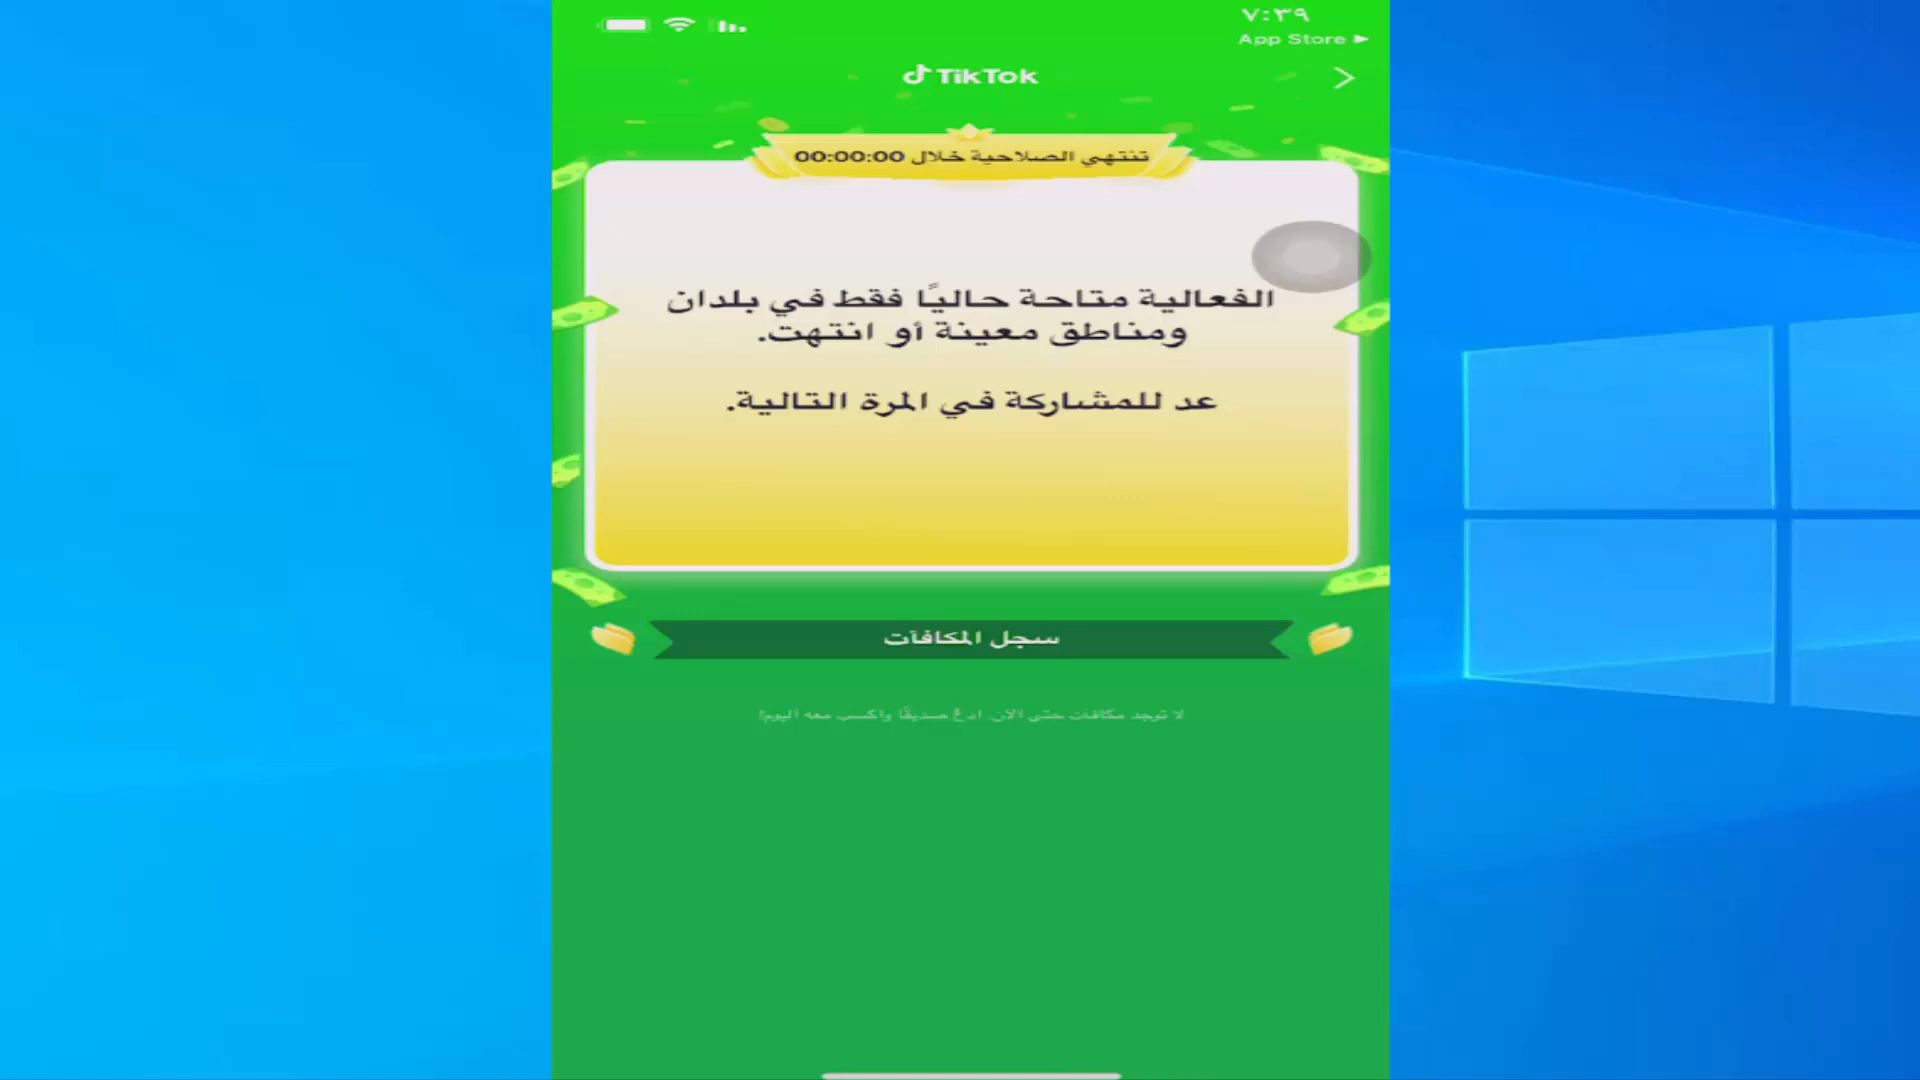 ٧:٣٩
App Store
TikTok
تنتهي الصلاحية خلال 00:00:00
الفعالية متاحة حاليًا فقط في بلدان
ومناطق معينة أو انتهت.
عد للمشاركة في المرة التالية.
سجل المكافآت
لا توجد مكافآت حتى الآن. ادعُ صديقًا واكسب معه اليوم!